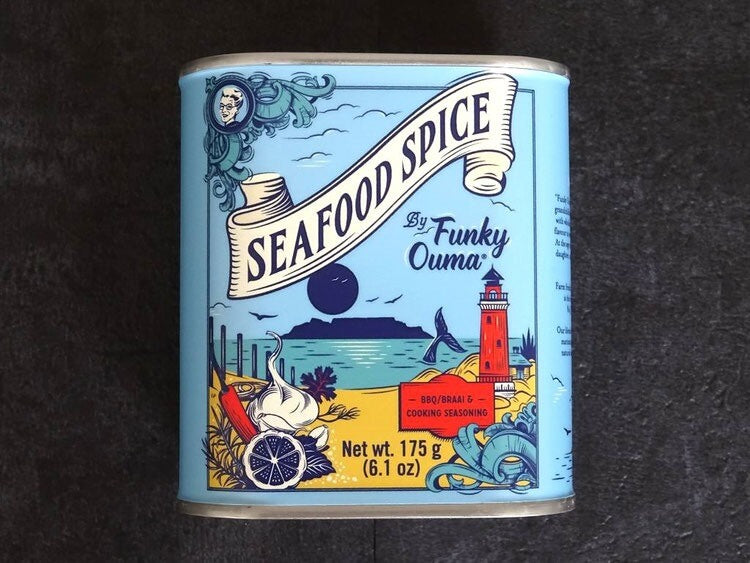 SEAFOOD SPICE
By Funky
Ouma®
— BBQ/BRAAI & —
COOKING SEASONING
Net wt. 175 g
(6.1 oz)